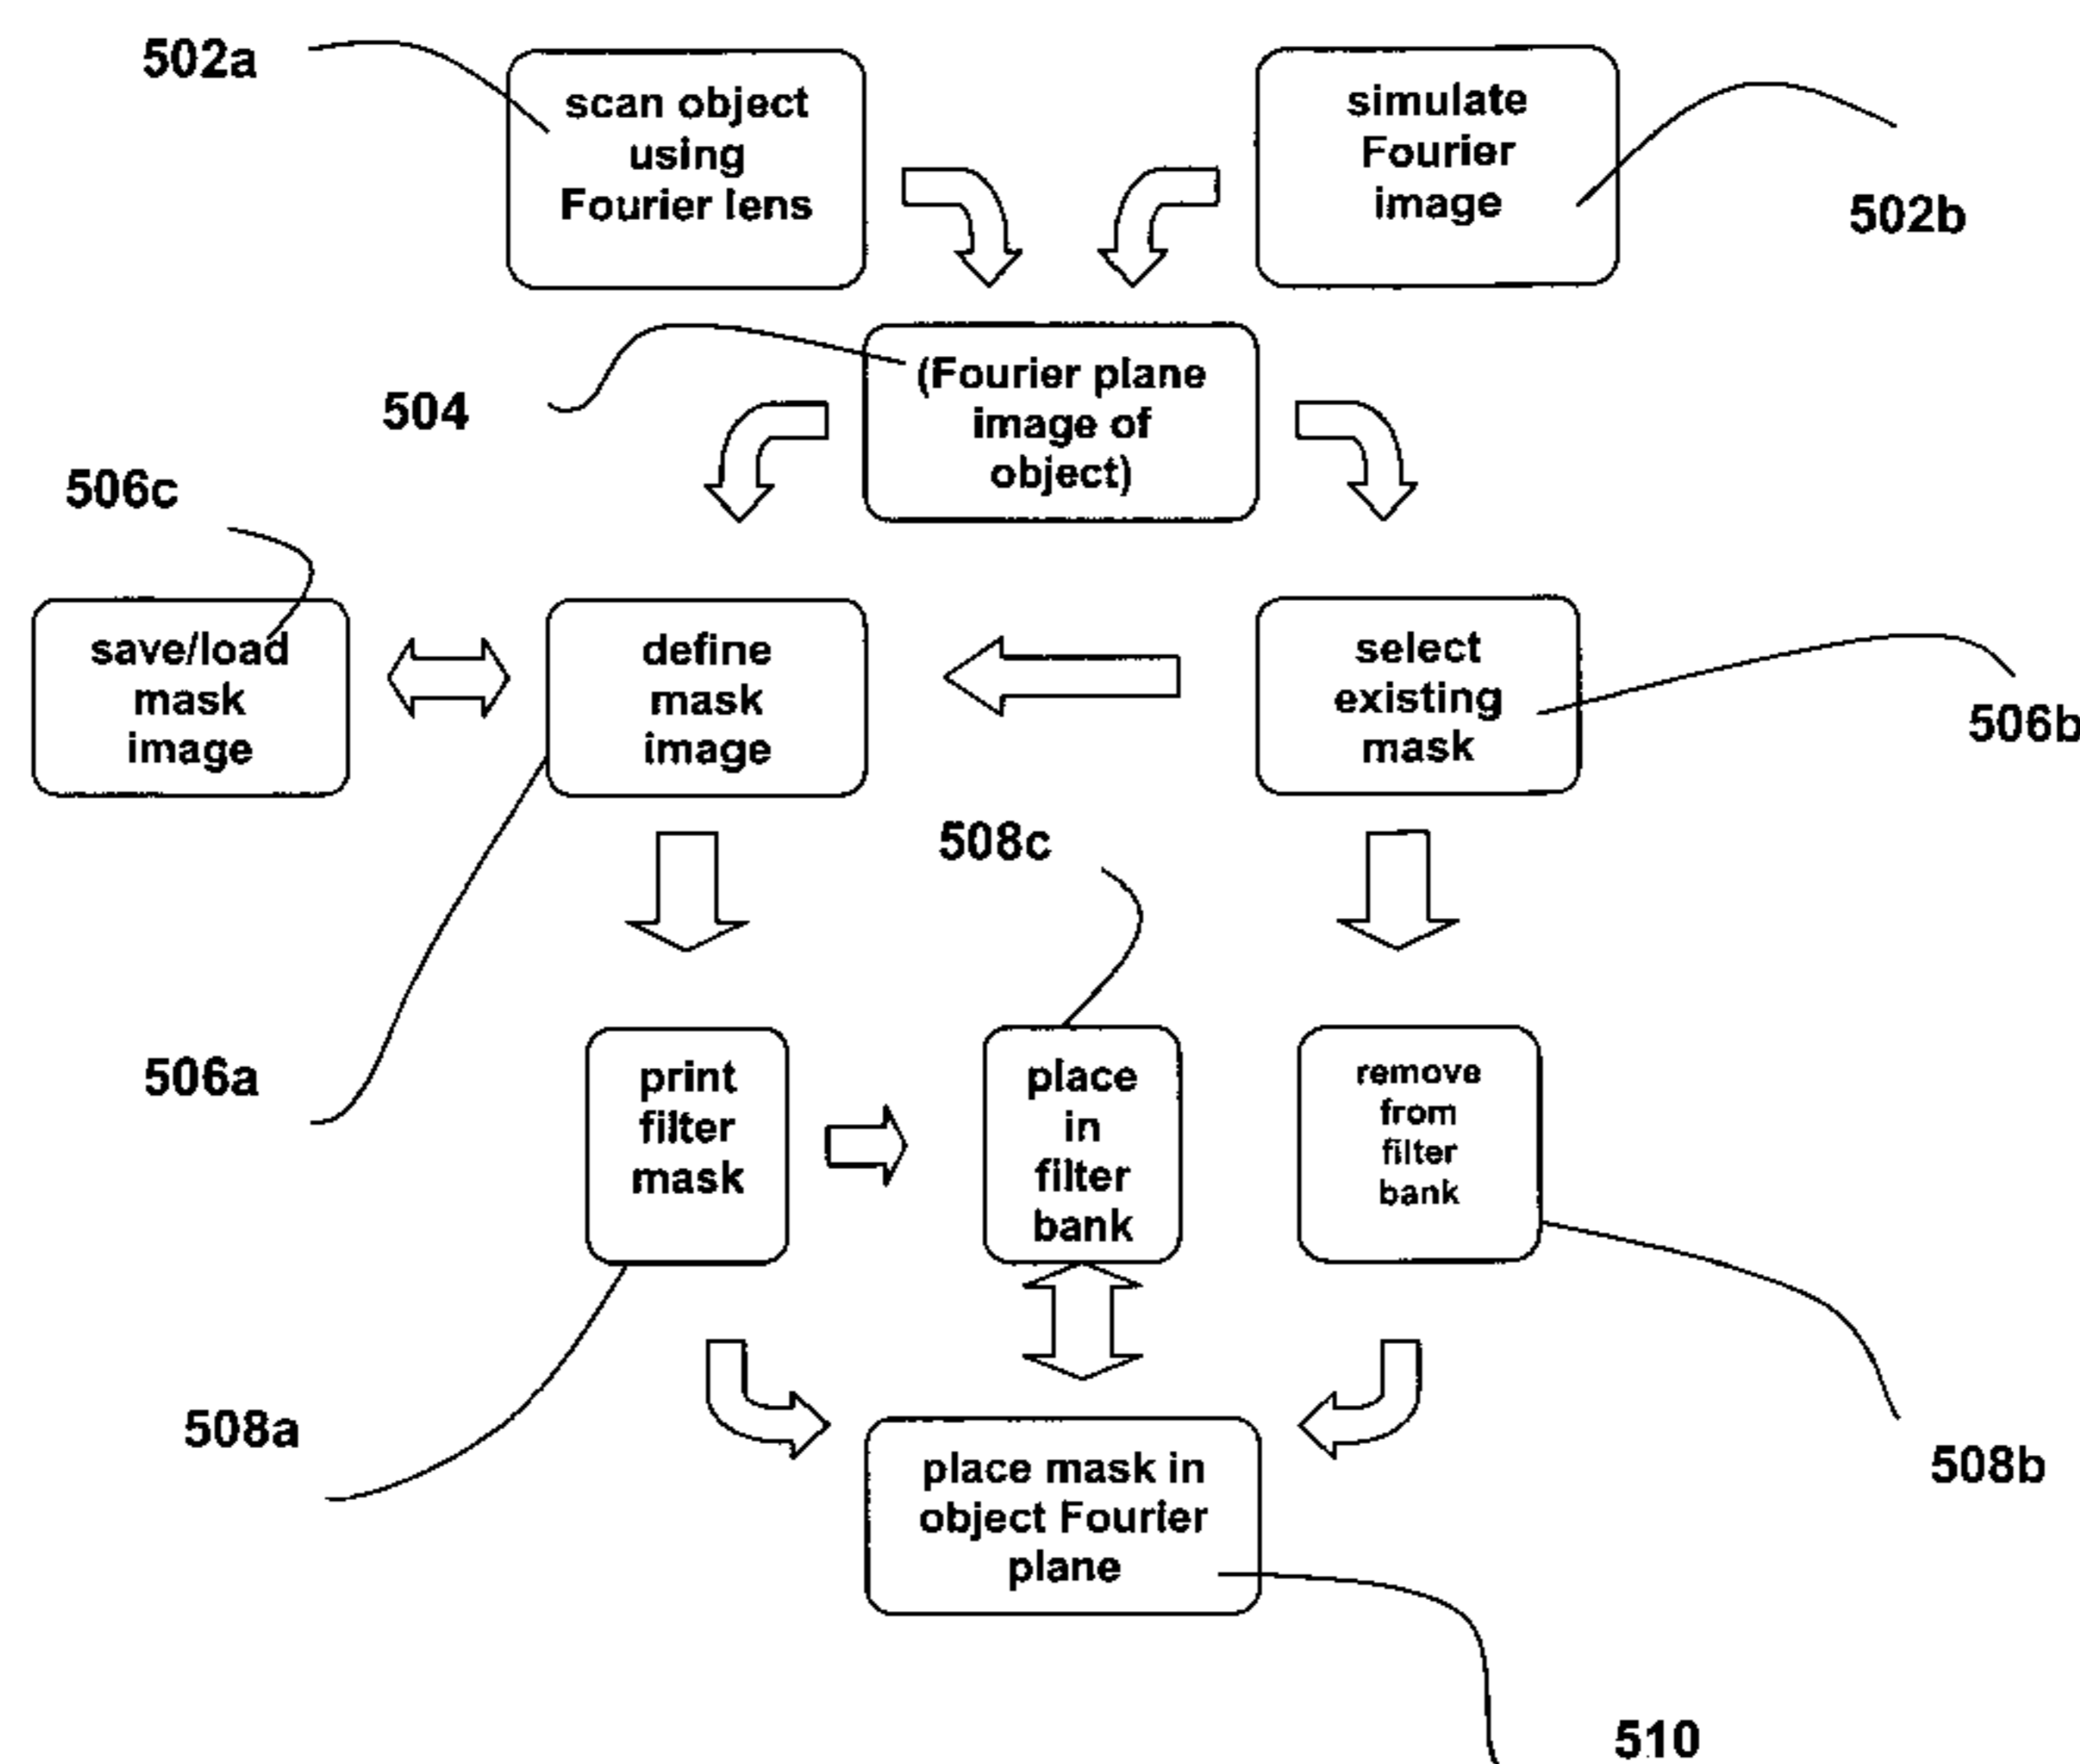 502a
scan object
using
Fourier lens
simulate
Fourier
image
502b
504
(Fourier plane
image of
object)
506c
save/load
mask
image
define
mask
image
select
existing
mask
506b
508c
506a
print
filter
mask
place
in
filter
bank
remove
from
filter
bank
508a
508b
place mask in
object Fourier
plane
510